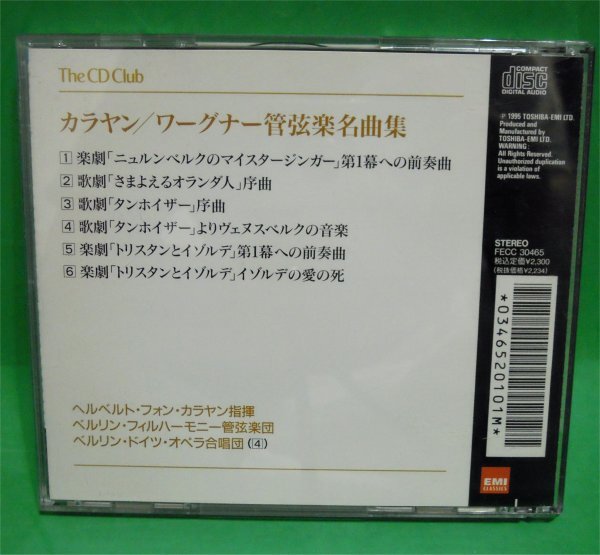 The CD Club
カラヤン/ワーグナー管弦楽名曲集
1 楽劇「ニュルンベルクのマイスタージンガー」第1幕への前奏曲
2 歌劇「さまよえるオランダ人」序曲
3 歌劇「タンホイザー」序曲
4 歌劇「タンホイザー」よりヴェヌスベルクの音楽
5 楽劇「トリスタンとイゾルデ」第1幕への前奏曲
6 楽劇「トリスタンとイゾルデ」イゾルデの愛の死
ヘルベルト・フォン・カラヤン指揮
ベルリン・フィルハーモニー管弦楽団
ベルリン・ドイツ・オペラ合唱団(4)
COMPACT
disc
DIGITAL AUDIO
℗ 1995 TOSHIBA-EMI LTD.
Produced and
Manufactured by
TOSHIBA-EMI LTD.
WARNING:
All Rights Reserved.
Unauthorized duplication
is a violation of
applicable laws.
STEREO
FECC 30465
税込定価¥2,300
(税抜価格¥2,234)
*0346520101M*
EMI
CLASSICS